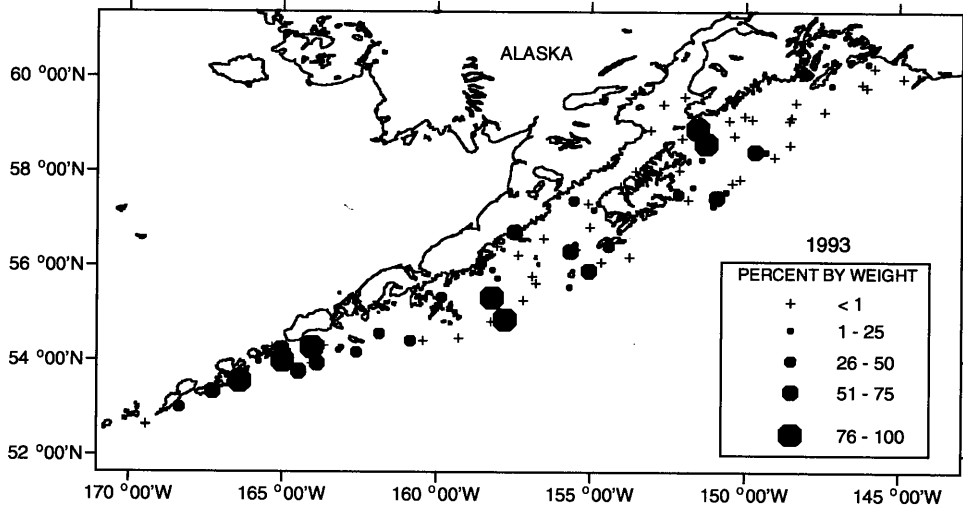 ALASKA
60 °00'N
58 °00'N
56 °00'N
54 °00'N
52 °00'N
1993
PERCENT BY WEIGHT
+ < 1
1 - 25
26 - 50
51 - 75
76 - 100
170 °00'W 165 °00'W 160 °00'W 155 °00'W 150 °00'W 145 °00'W